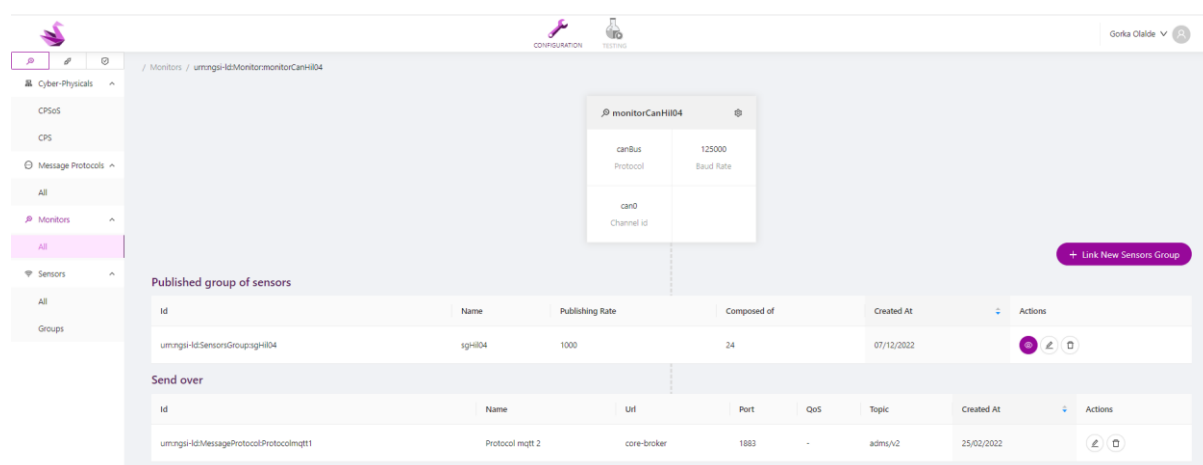 CONFIGURATION
TESTING
Gorka Olalde
Cyber-Physicals
CPSoS
CPS
Message Protocols
All
Monitors
All
Sensors
All
Groups
/ Monitors / urn:ngsi-ld:Monitor:monitorCanHil04
monitorCanHil04
canBus 125000
Protocol Baud Rate
can0
Channel id
+ Link New Sensors Group
Published group of sensors
Id Name Publishing Rate Composed of Created At Actions
urn:ngsi-ld:SensorsGroup:sgHil04 sgHil04 1000 24 07/12/2022
Send over
Id Name Url Port QoS Topic Created At Actions
urn:ngsi-ld:MessageProtocol:Protocolmqtt1 Protocol mqtt 2 core-broker 1883 - adms/v2 25/02/2022